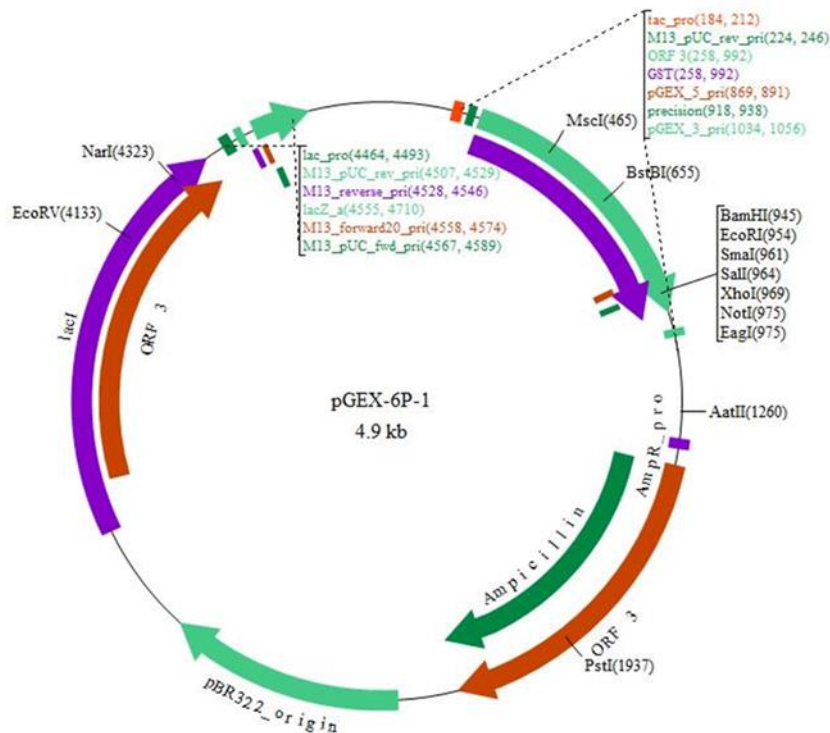 tac_pro(184, 212)
M13_pUC_rev_pri(224, 246)
ORF 3(258, 992)
GST(258, 992)
pGEX_5_pri(869, 891)
precision(918, 938)
pGEX_3_pri(1034, 1056)
MscI(465)
BstBI(655)
NarI(4323)
lac_pro(4464, 4493)
M13_pUC_rev_pri(4507, 4529)
M13_reverse_pri(4528, 4546)
lacZ_a(4555, 4710)
M13_forward20_pri(4558, 4574)
M13_pUC_fwd_pri(4567, 4589)
EcoRV(4133)
BamHI(945)
EcoRI(954)
SmaI(961)
SalI(964)
XhoI(969)
NotI(975)
EagI(975)
lacI
ORF 3
pGEX-6P-1
4.9 kb
AatII(1260)
AmpR_pro
Ampicillin
ORF 3
PstI(1937)
pBR322_origin